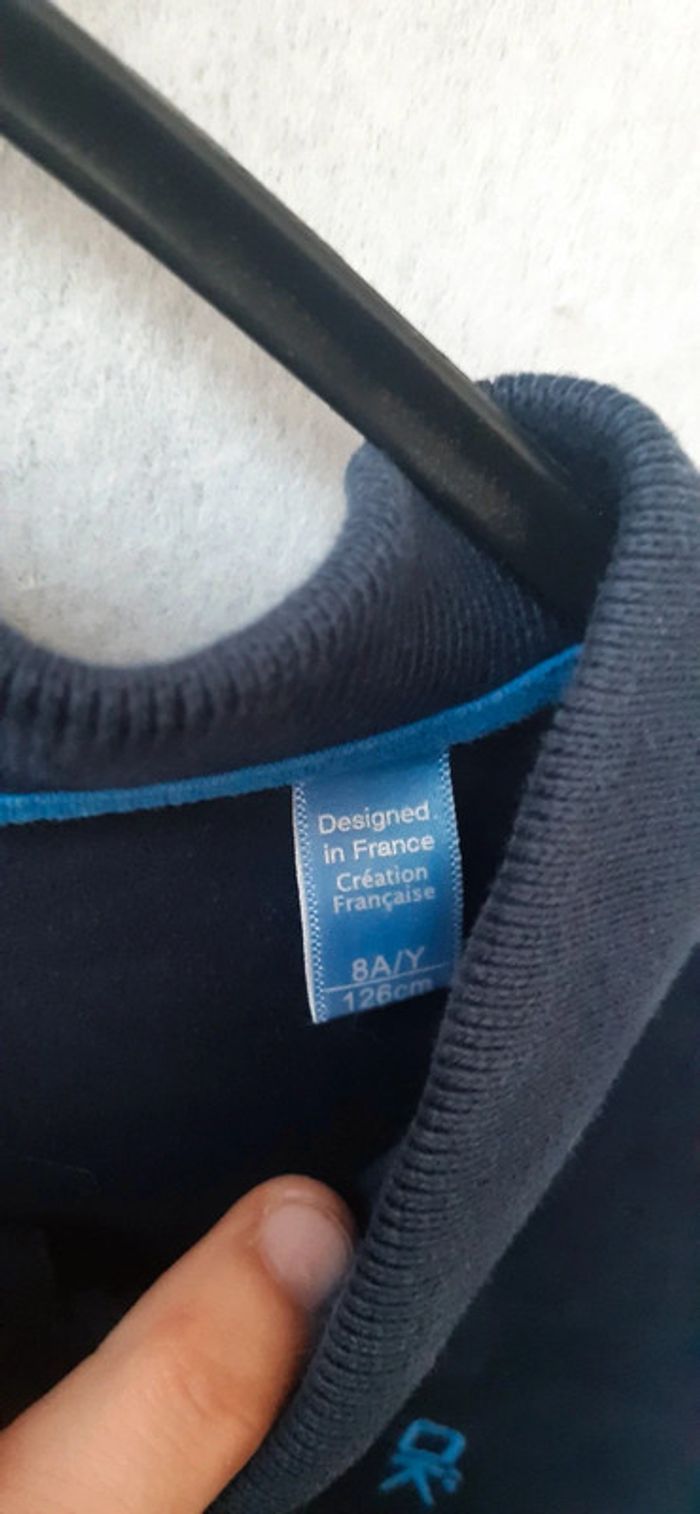 Designed
in France
Création
Française
8A/Y
126cm